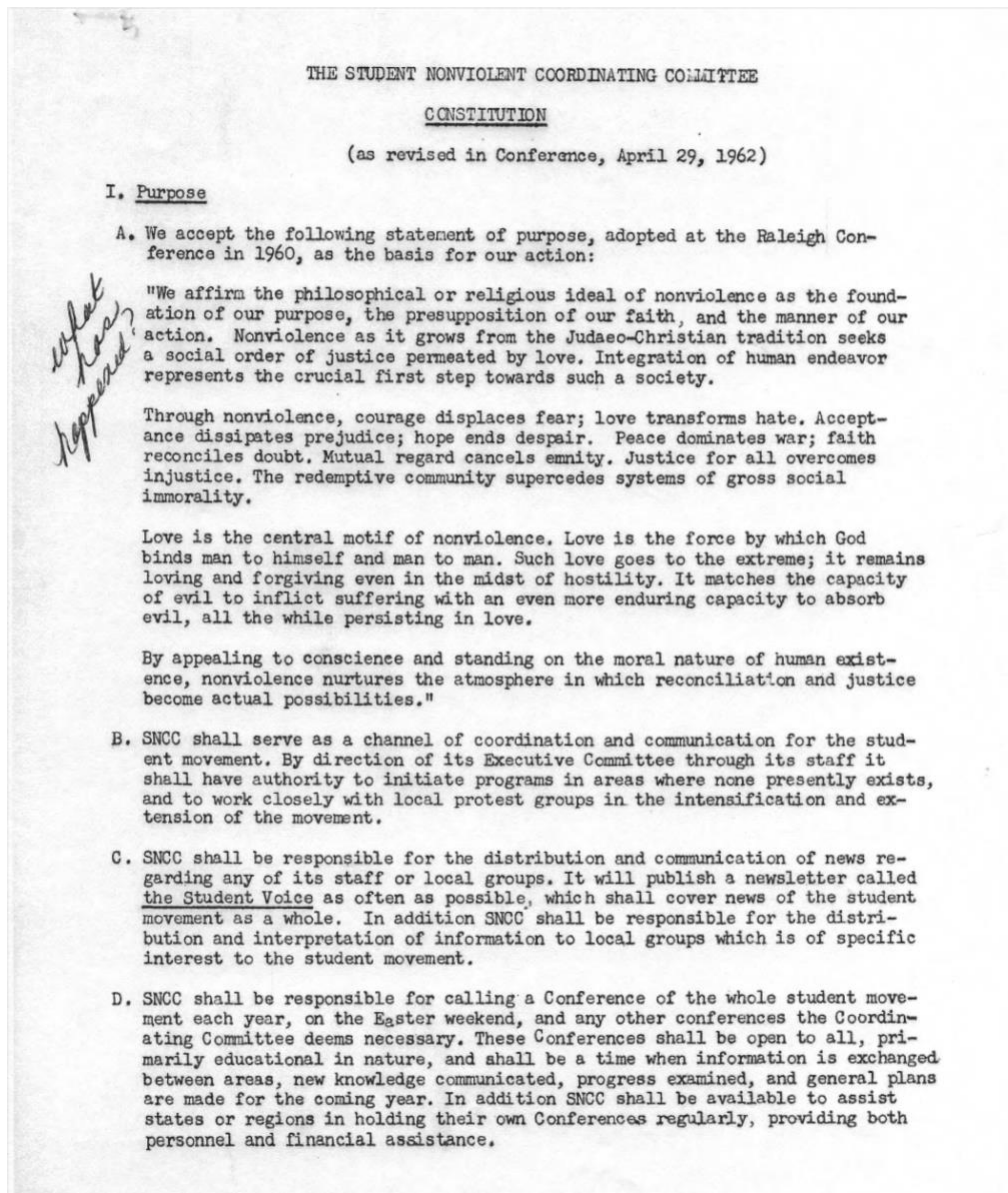 THE STUDENT NONVIOLENT COORDINATING COMMITTEE
CONSTITUTION
(as revised in Conference, April 29, 1962)
I. Purpose
A. We accept the following statement of purpose, adopted at the Raleigh Con-
ference in 1960, as the basis for our action:
what
has
happened?
"We affirm the philosophical or religious ideal of nonviolence as the found-
ation of our purpose, the presupposition of our faith, and the manner of our
action. Nonviolence as it grows from the Judaeo-Christian tradition seeks
a social order of justice permeated by love. Integration of human endeavor
represents the crucial first step towards such a society.
Through nonviolence, courage displaces fear; love transforms hate. Accept-
ance dissipates prejudice; hope ends despair. Peace dominates war; faith
reconciles doubt. Mutual regard cancels emnity. Justice for all overcomes
injustice. The redemptive community supercedes systems of gross social
immorality.
Love is the central motif of nonviolence. Love is the force by which God
binds man to himself and man to man. Such love goes to the extreme; it remains
loving and forgiving even in the midst of hostility. It matches the capacity
of evil to inflict suffering with an even more enduring capacity to absorb
evil, all the while persisting in love.
By appealing to conscience and standing on the moral nature of human exist-
ence, nonviolence nurtures the atmosphere in which reconciliation and justice
become actual possibilities."
B. SNCC shall serve as a channel of coordination and communication for the stud-
ent movement. By direction of its Executive Committee through its staff it
shall have authority to initiate programs in areas where none presently exists,
and to work closely with local protest groups in the intensification and ex-
tension of the movement.
C. SNCC shall be responsible for the distribution and communication of news re-
garding any of its staff or local groups. It will publish a newsletter called
the Student Voice as often as possible, which shall cover news of the student
movement as a whole. In addition SNCC shall be responsible for the distri-
bution and interpretation of information to local groups which is of specific
interest to the student movement.
D. SNCC shall be responsible for calling a Conference of the whole student move-
ment each year, on the Easter weekend, and any other conferences the Coordin-
ating Committee deems necessary. These Conferences shall be open to all, pri-
marily educational in nature, and shall be a time when information is exchanged
between areas, new knowledge communicated, progress examined, and general plans
are made for the coming year. In addition SNCC shall be available to assist
states or regions in holding their own Conferences regularly, providing both
personnel and financial assistance.